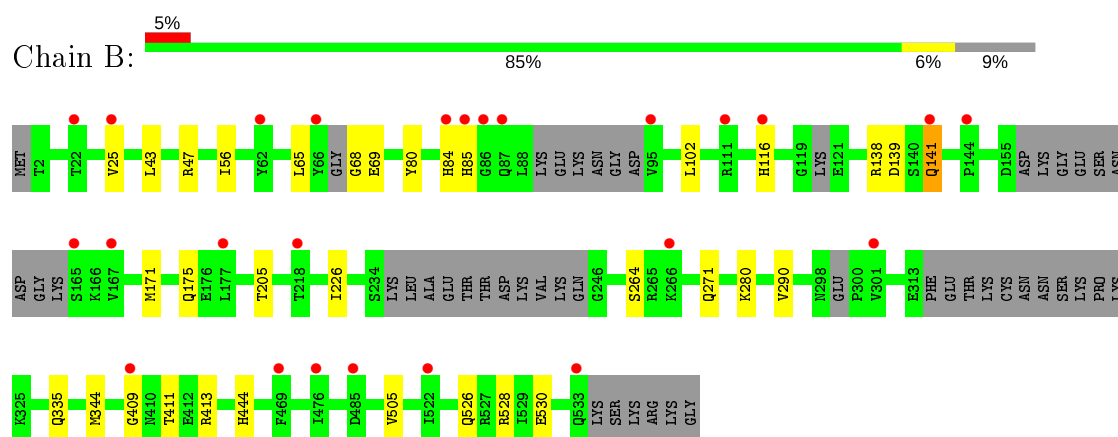 5%
Chain B:
85% 6% 9%
MET T2 T22 V25 L43 R47 I56 Y62 L65 Y66 GLY G68 E69 Y80 H84 H85 G86 Q87 L88 LYS GLU LYS ASN GLY ASP V95 L102 R111 H116 G119 LYS E121 R138 D139 S140 Q141 P144 D155 ASP LYS GLY GLU SER ASN
ASP GLY LYS S165 K166 V167 M171 Q175 E176 L177 T205 T218 I226 S234 LYS LEU ALA GLU THR THR ASP LYS VAL LYS GLN G246 S264 R265 K266 Q271 K280 V290 N298 GLU P300 V301 E313 PHE GLU THR LYS CYS ASN ASN SER LYS PRO LYS
K325 Q335 M344 G409 N410 T411 E412 R413 H444 F469 I476 D485 V505 I522 Q526 R527 R528 I529 E530 Q533 LYS SER LYS ARG LYS GLY